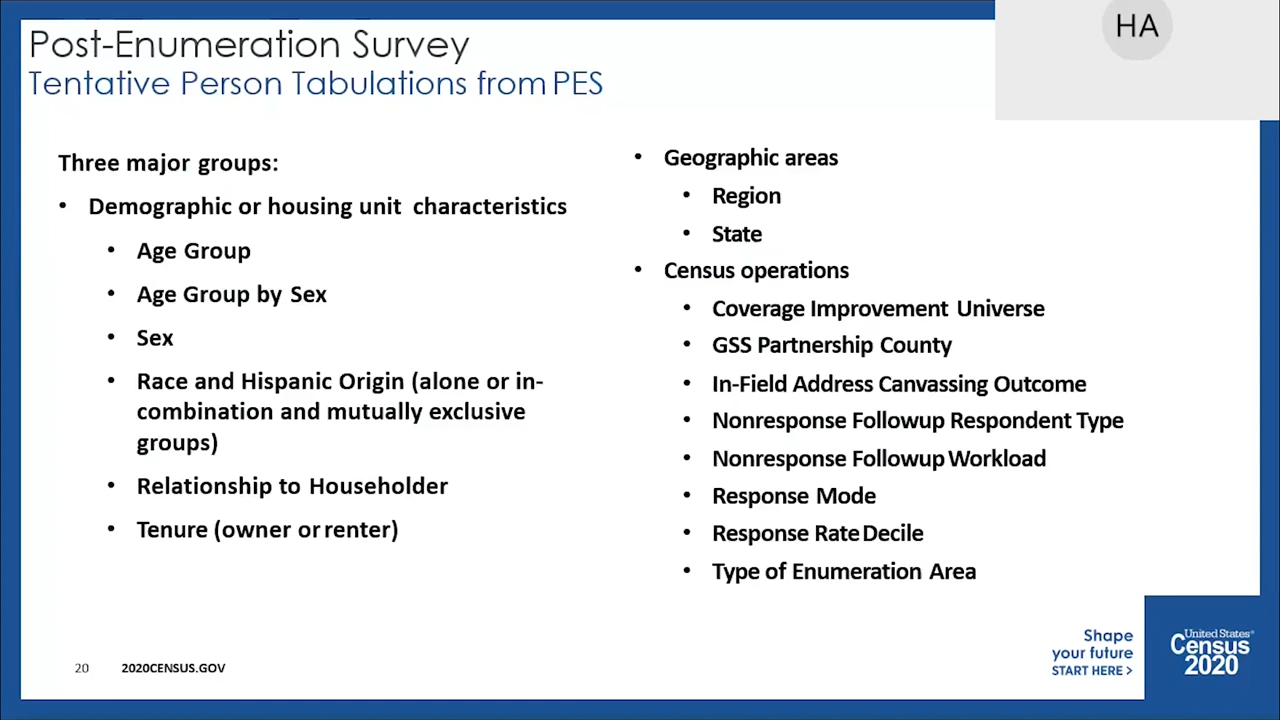 Post-Enumeration Survey
Tentative Person Tabulations from PES
HA
Three major groups:
• Demographic or housing unit characteristics
• Age Group
• Age Group by Sex
• Sex
• Race and Hispanic Origin (alone or in-
combination and mutually exclusive
groups)
• Relationship to Householder
• Tenure (owner or renter)
• Geographic areas
• Region
• State
• Census operations
• Coverage Improvement Universe
• GSS Partnership County
• In-Field Address Canvassing Outcome
• Nonresponse Followup Respondent Type
• Nonresponse Followup Workload
• Response Mode
• Response Rate Decile
• Type of Enumeration Area
20 2020CENSUS.GOV
Shape
your future
START HERE >
United States®
Census
2020